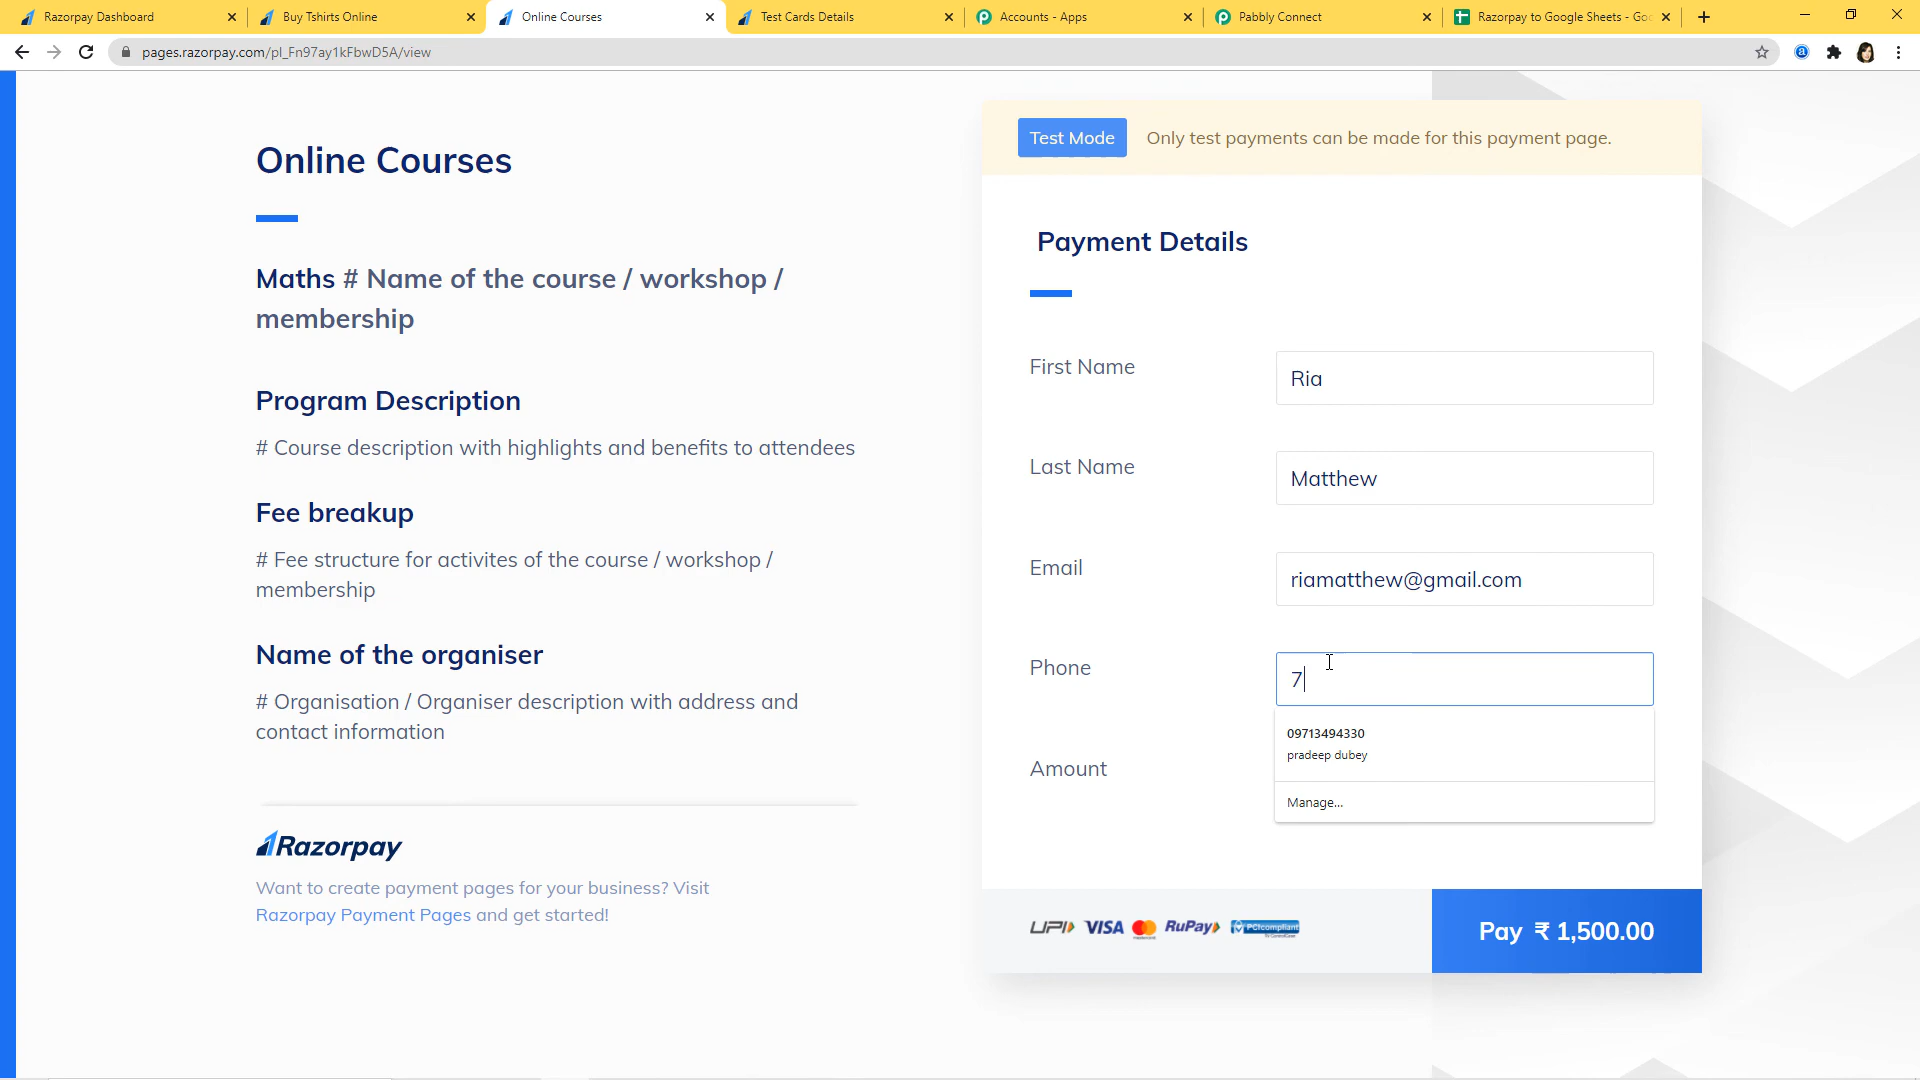 Razorpay Dashboard
Buy Tshirts Online
Online Courses
Test Cards Details
Accounts - Apps
Pabbly Connect
Razorpay to Google Sheets - Goo
pages.razorpay.com/pl_Fn97ay1kFbwD5A/view
Online Courses
Maths # Name of the course / workshop /
membership
Program Description
# Course description with highlights and benefits to attendees
Fee breakup
# Fee structure for activites of the course / workshop /
membership
Name of the organiser
# Organisation / Organiser description with address and
contact information
Razorpay
Want to create payment pages for your business? Visit
Razorpay Payment Pages and get started!
Test Mode Only test payments can be made for this payment page.
Payment Details
First Name Ria
Last Name Matthew
Email riamatthew@gmail.com
Phone 7
09713494330
pradeep dubey
Manage...
Amount
UPI VISA mastercard RuPay PCI compliant
Pay ₹ 1,500.00